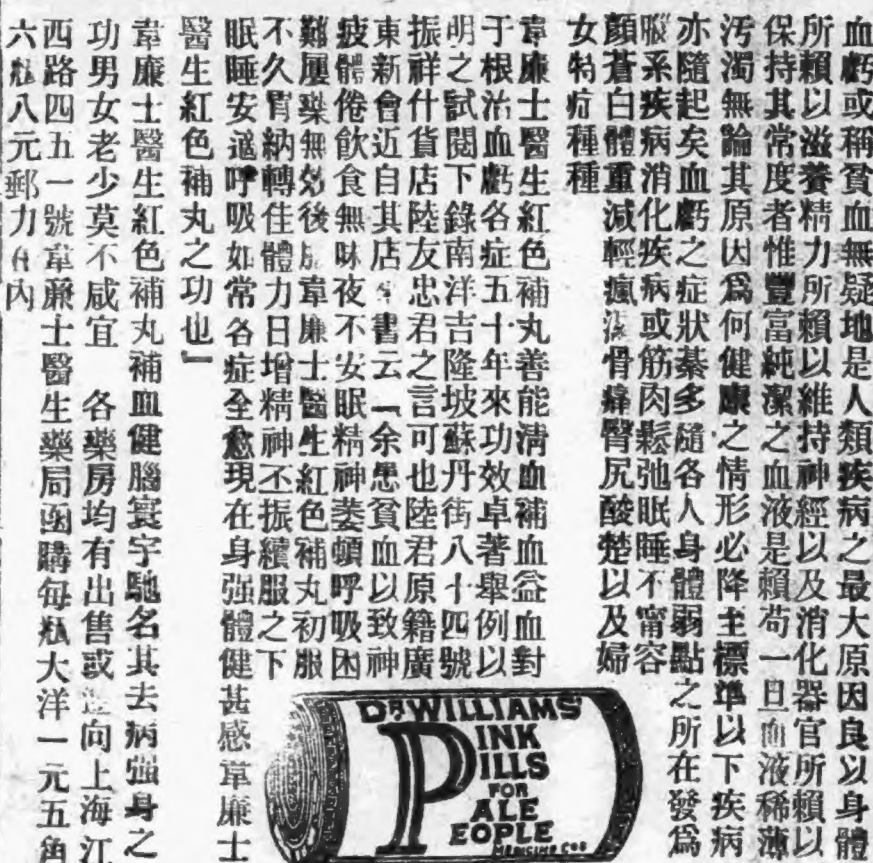 血虧或稱貧血無疑地是人類疾病之最大原因良以身體
所賴以滋養精力所賴以維持神經以及消化器官所賴以
保持其常度者惟豐富純潔之血液是賴苟一旦血液稀薄
污濁無論其原因爲何健康之情形必降主標準以下疾病
亦隨起矣血虧之症狀綦多隨各人身體弱點之所在發爲
腦系疾病消化疾病或筋肉鬆弛眠睡不甯容
顏蒼白體重減輕瘋濕骨痛腎尻酸楚以及婦
女特症種種
韋廉士醫生紅色補丸善能清血補血益血對
于根治血虧各症五十年來功效卓著舉例以
明之試閱下錄南洋吉隆坡蘇丹街八十四號
振祥什貨店陸友忠君之言可也陸君原籍廣
東新會近自其店 書云「余患貧血以致神
疲體倦飲食無味夜不安眠精神萎頓呼吸困
難屢藥無效後服韋廉士醫生紅色補丸初服
不久胃納轉佳體力日增精神丕振續服之下
眠睡安適呼吸如常各症全愈現在身强體健甚感韋廉士
醫生紅色補丸之功也」
韋廉士醫生紅色補丸補血健腦寰宇馳名其去病强身之
功男女老少莫不咸宜 各藥房均有出售或 向上海江
西路四五一號韋廉士醫生藥局函購每瓶大洋一元五角
六瓶八元郵力在內
DR WILLIAMS'
PINK
PILLS
FOR
PALE
PEOPLE
MEDICINE CO